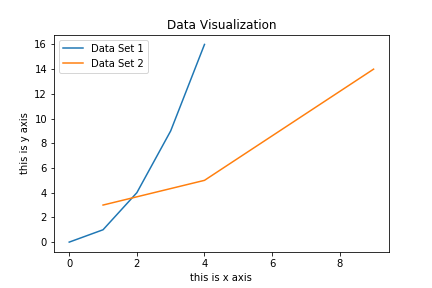 Data Visualization
Data Set 1
Data Set 2
16
14
12
10
8
6
4
2
0
this is y axis
0 2 4 6 8
this is x axis